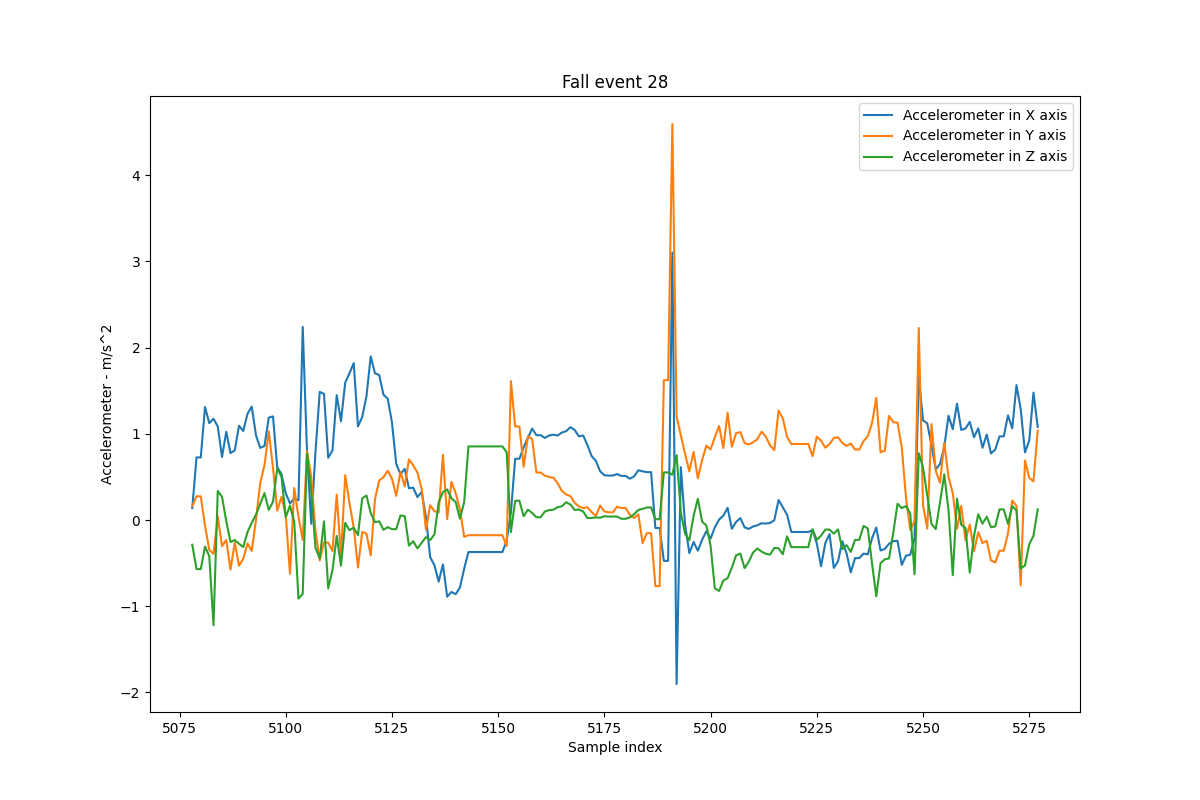 Fall event 28
Accelerometer in X axis
Accelerometer in Y axis
Accelerometer in Z axis
Accelerometer - m/s^2
4
3
2
1
0
−1
−2
5075 5100 5125 5150 5175 5200 5225 5250 5275
Sample index